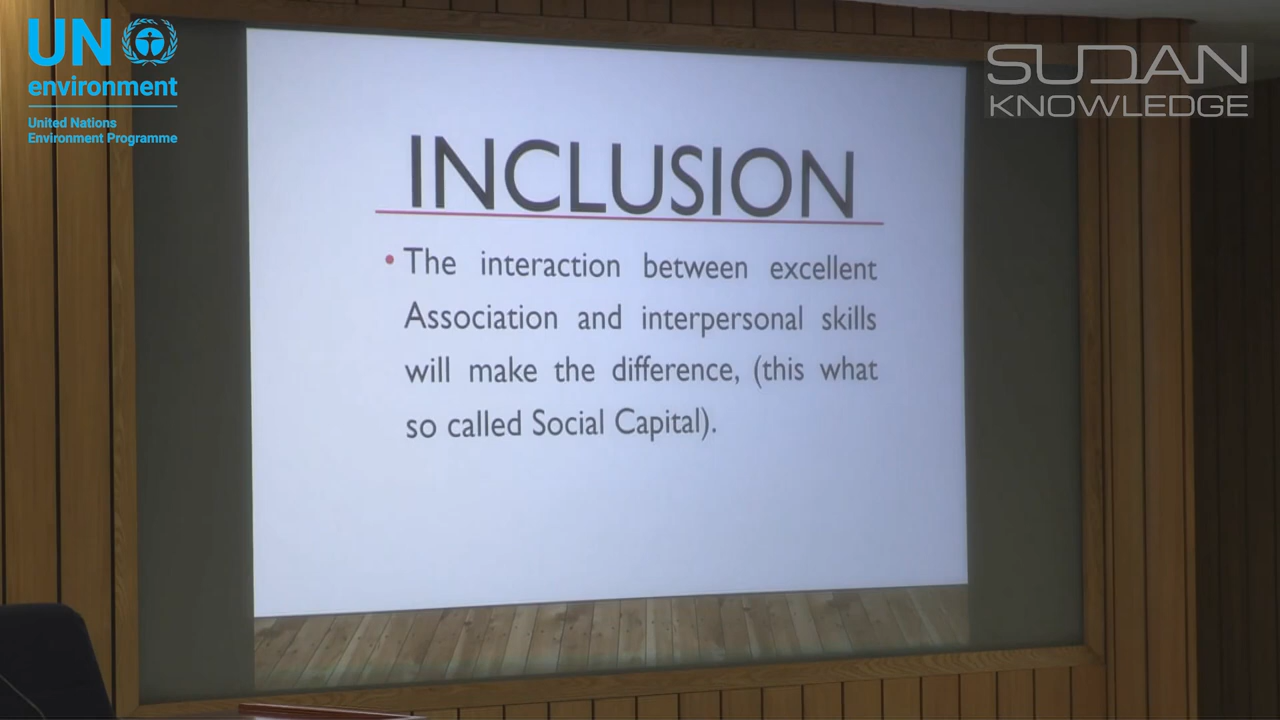 UN
environment
United Nations
Environment Programme
SUDAN
KNOWLEDGE
INCLUSION
• The interaction between excellent
Association and interpersonal skills
will make the difference, (this what
so called Social Capital).